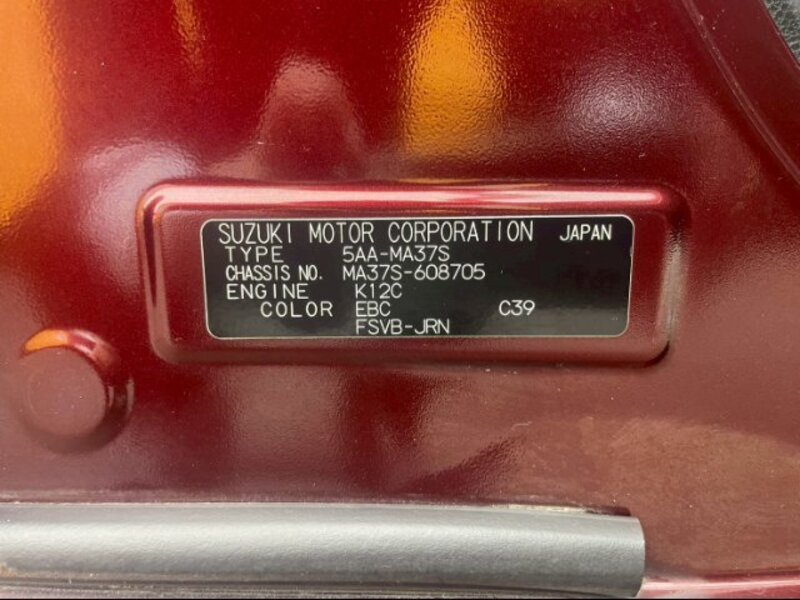 SUZUKI MOTOR CORPORATION JAPAN
TYPE 5AA-MA37S
CHASSIS NO. MA37S-608705
ENGINE K12C
COLOR EBC C39
FSVB-JRN